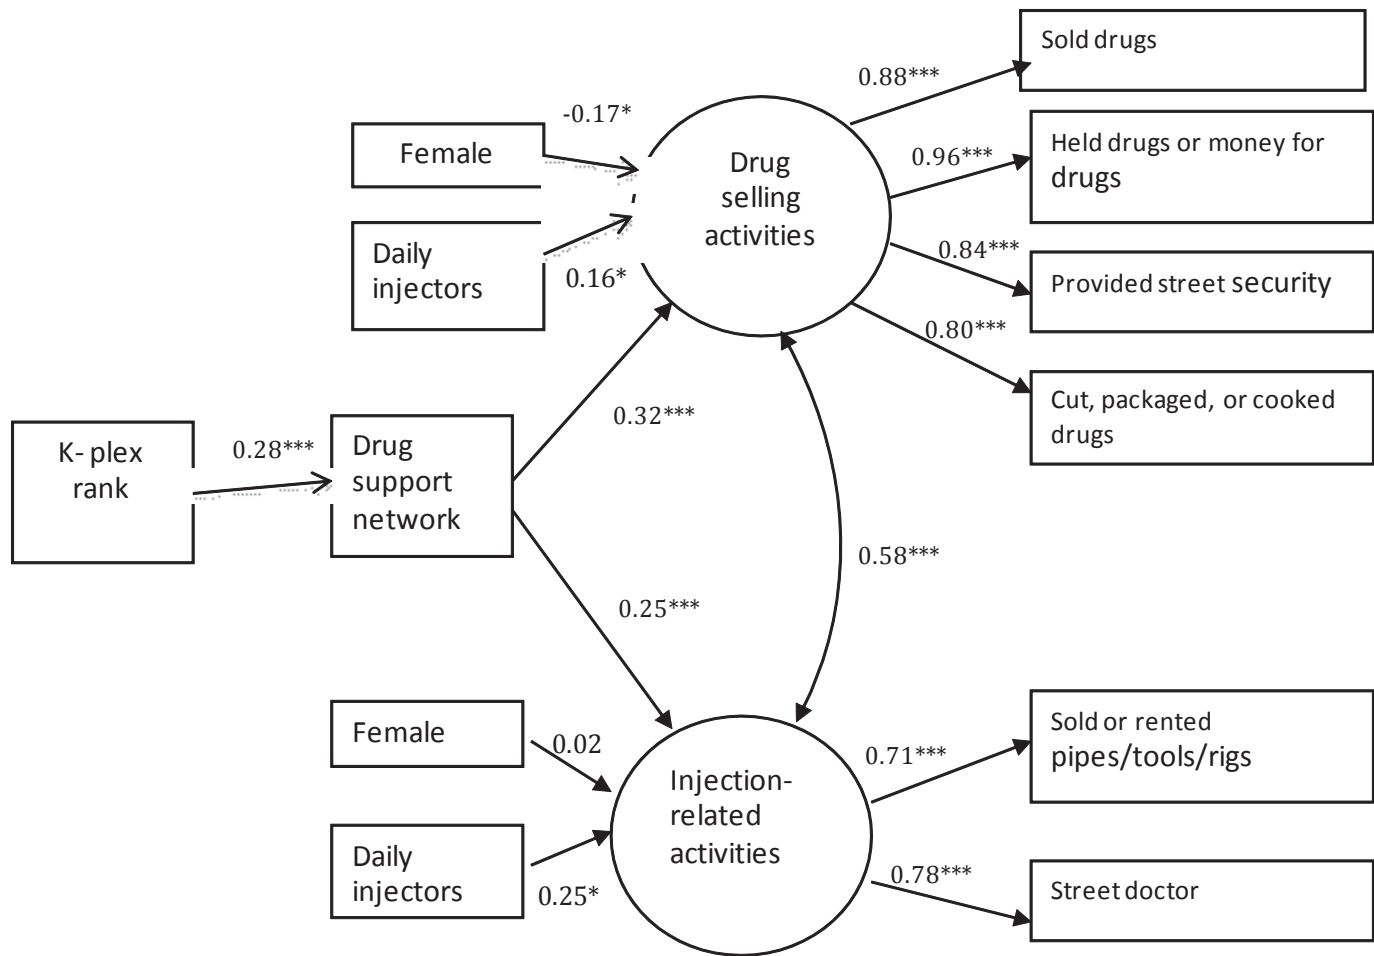 Sold drugs
0.88***
-0.17*
Female
Drug
selling
activities
0.96***
Held drugs or money for
drugs
Daily
injectors
0.16*
0.84***
Provided street security
0.80***
Cut, packaged, or cooked
drugs
K- plex
rank
0.28***
Drug
support
network
0.32***
0.58***
0.25***
Female
0.02
Injection-
related
activities
0.71***
Sold or rented
pipes/tools/rigs
Daily
injectors
0.25*
0.78***
Street doctor